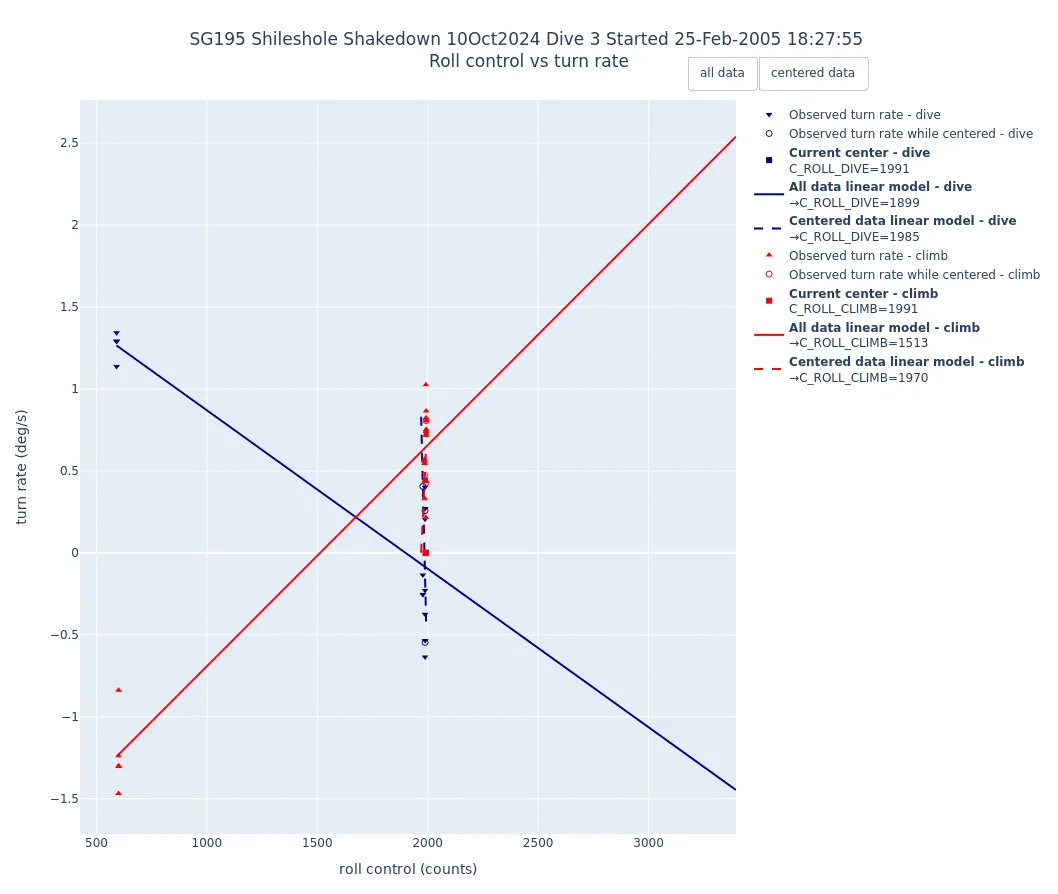 SG195 Shileshole Shakedown 10Oct2024 Dive 3 Started 25-Feb-2005 18:27:55
Roll control vs turn rate
all data
centered data
Observed turn rate - dive
Observed turn rate while centered - dive
Current center - dive
C_ROLL_DIVE=1991
All data linear model - dive
→C_ROLL_DIVE=1899
Centered data linear model - dive
→C_ROLL_DIVE=1985
Observed turn rate - climb
Observed turn rate while centered - climb
Current center - climb
C_ROLL_CLIMB=1991
All data linear model - climb
→C_ROLL_CLIMB=1513
Centered data linear model - climb
→C_ROLL_CLIMB=1970
turn rate (deg/s)
2.5
2
1.5
1
0.5
0
−0.5
−1
−1.5
500 1000 1500 2000 2500 3000
roll control (counts)